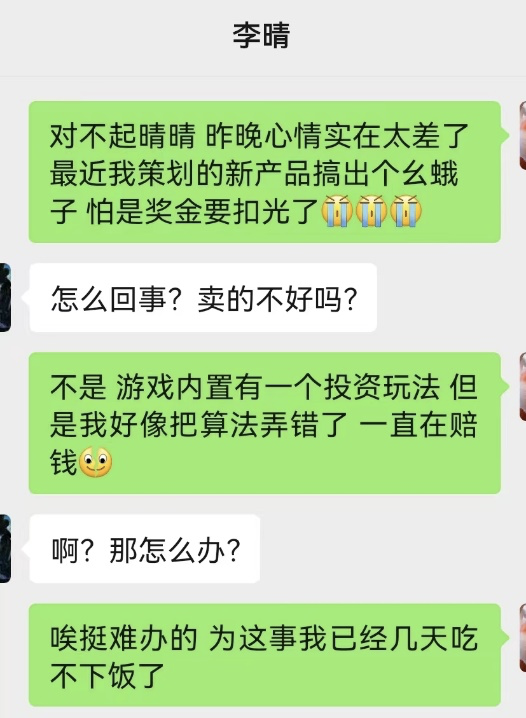 李晴
对不起晴晴 昨晚心情实在太差了
最近我策划的新产品搞出个幺蛾
子 怕是奖金要扣光了😭😭😭
怎么回事？卖的不好吗？
不是 游戏内置有一个投资玩法 但
是我好像把算法弄错了 一直在赔
钱🙂
啊？那怎么办？
唉挺难办的 为这事我已经几天吃
不下饭了